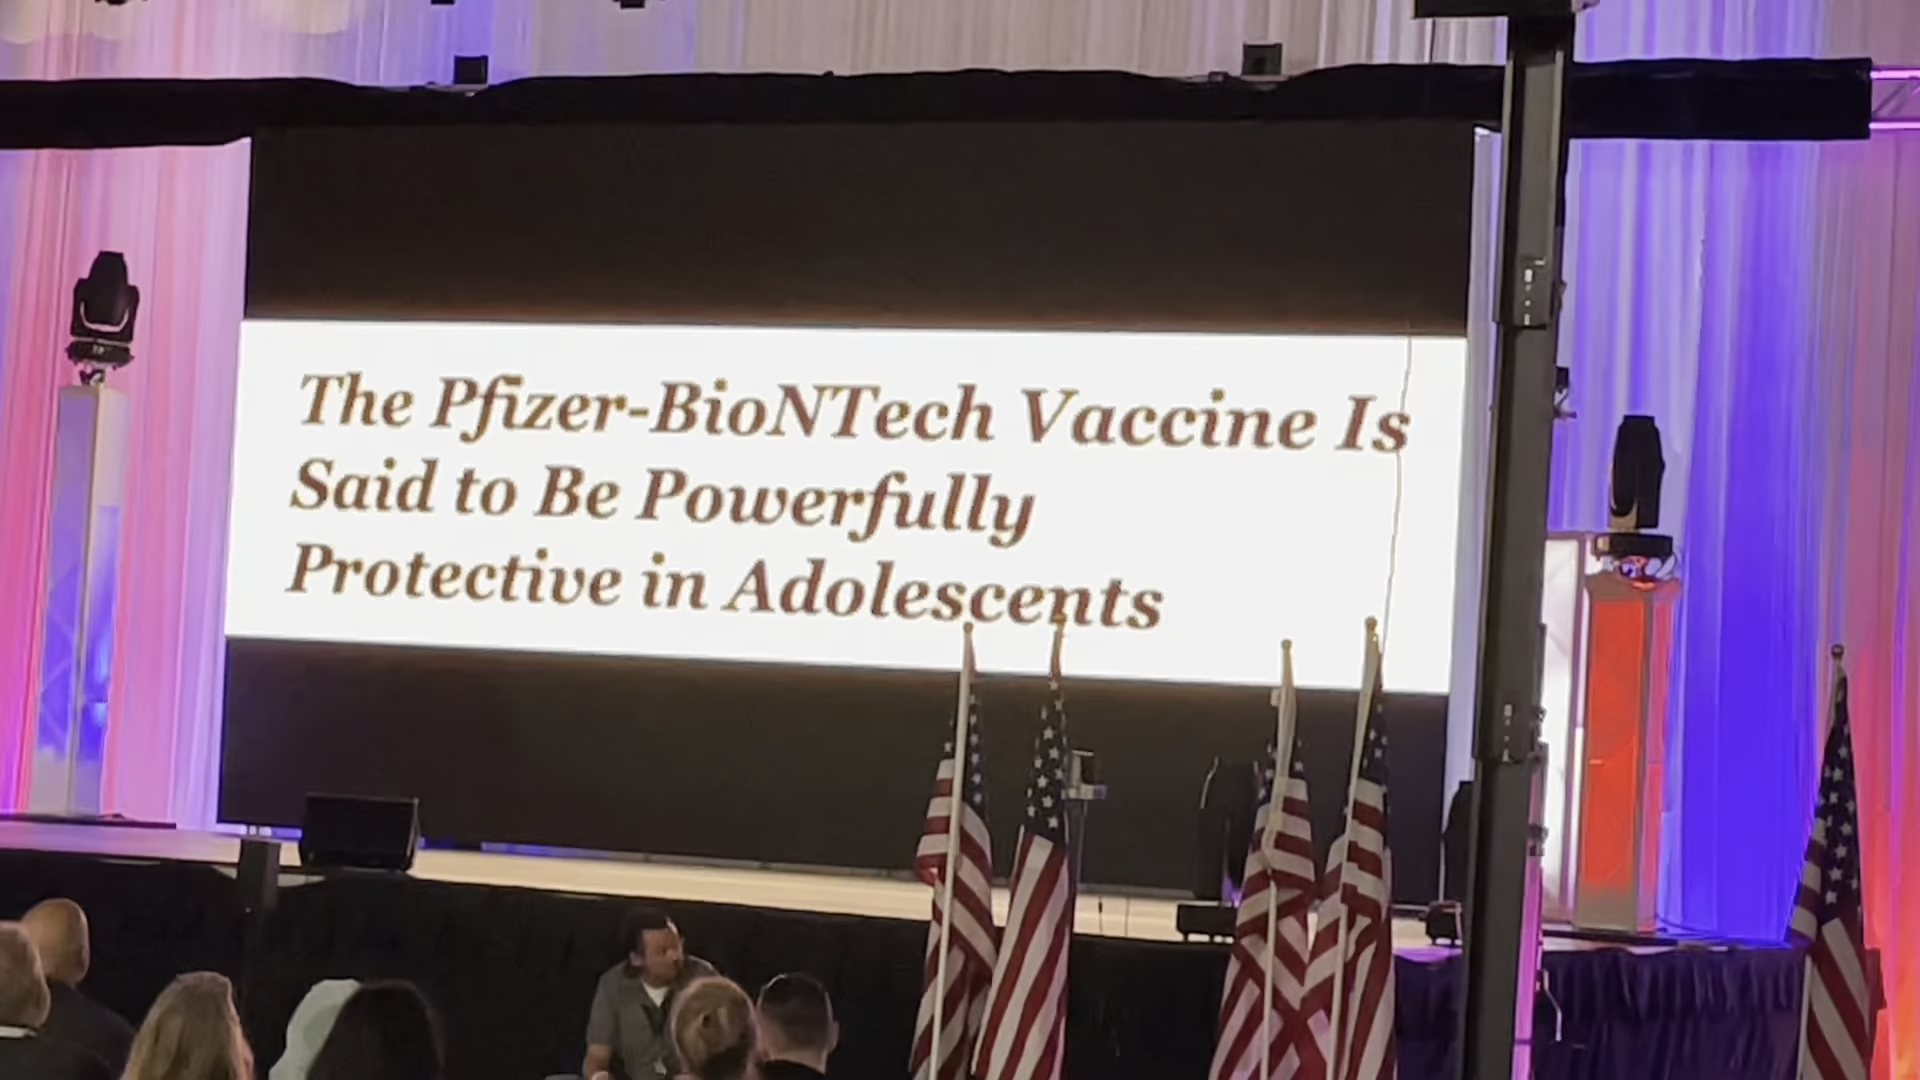 The Pfizer-BioNTech Vaccine Is
Said to Be Powerfully
Protective in Adolescents